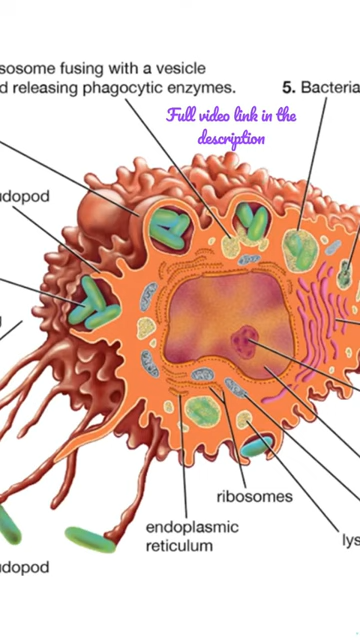 sosome fusing with a vesicle
d releasing phagocytic enzymes.
5. Bacteria
Full video link in the
description
udopod
ribosomes
endoplasmic
reticulum
lys
udopod